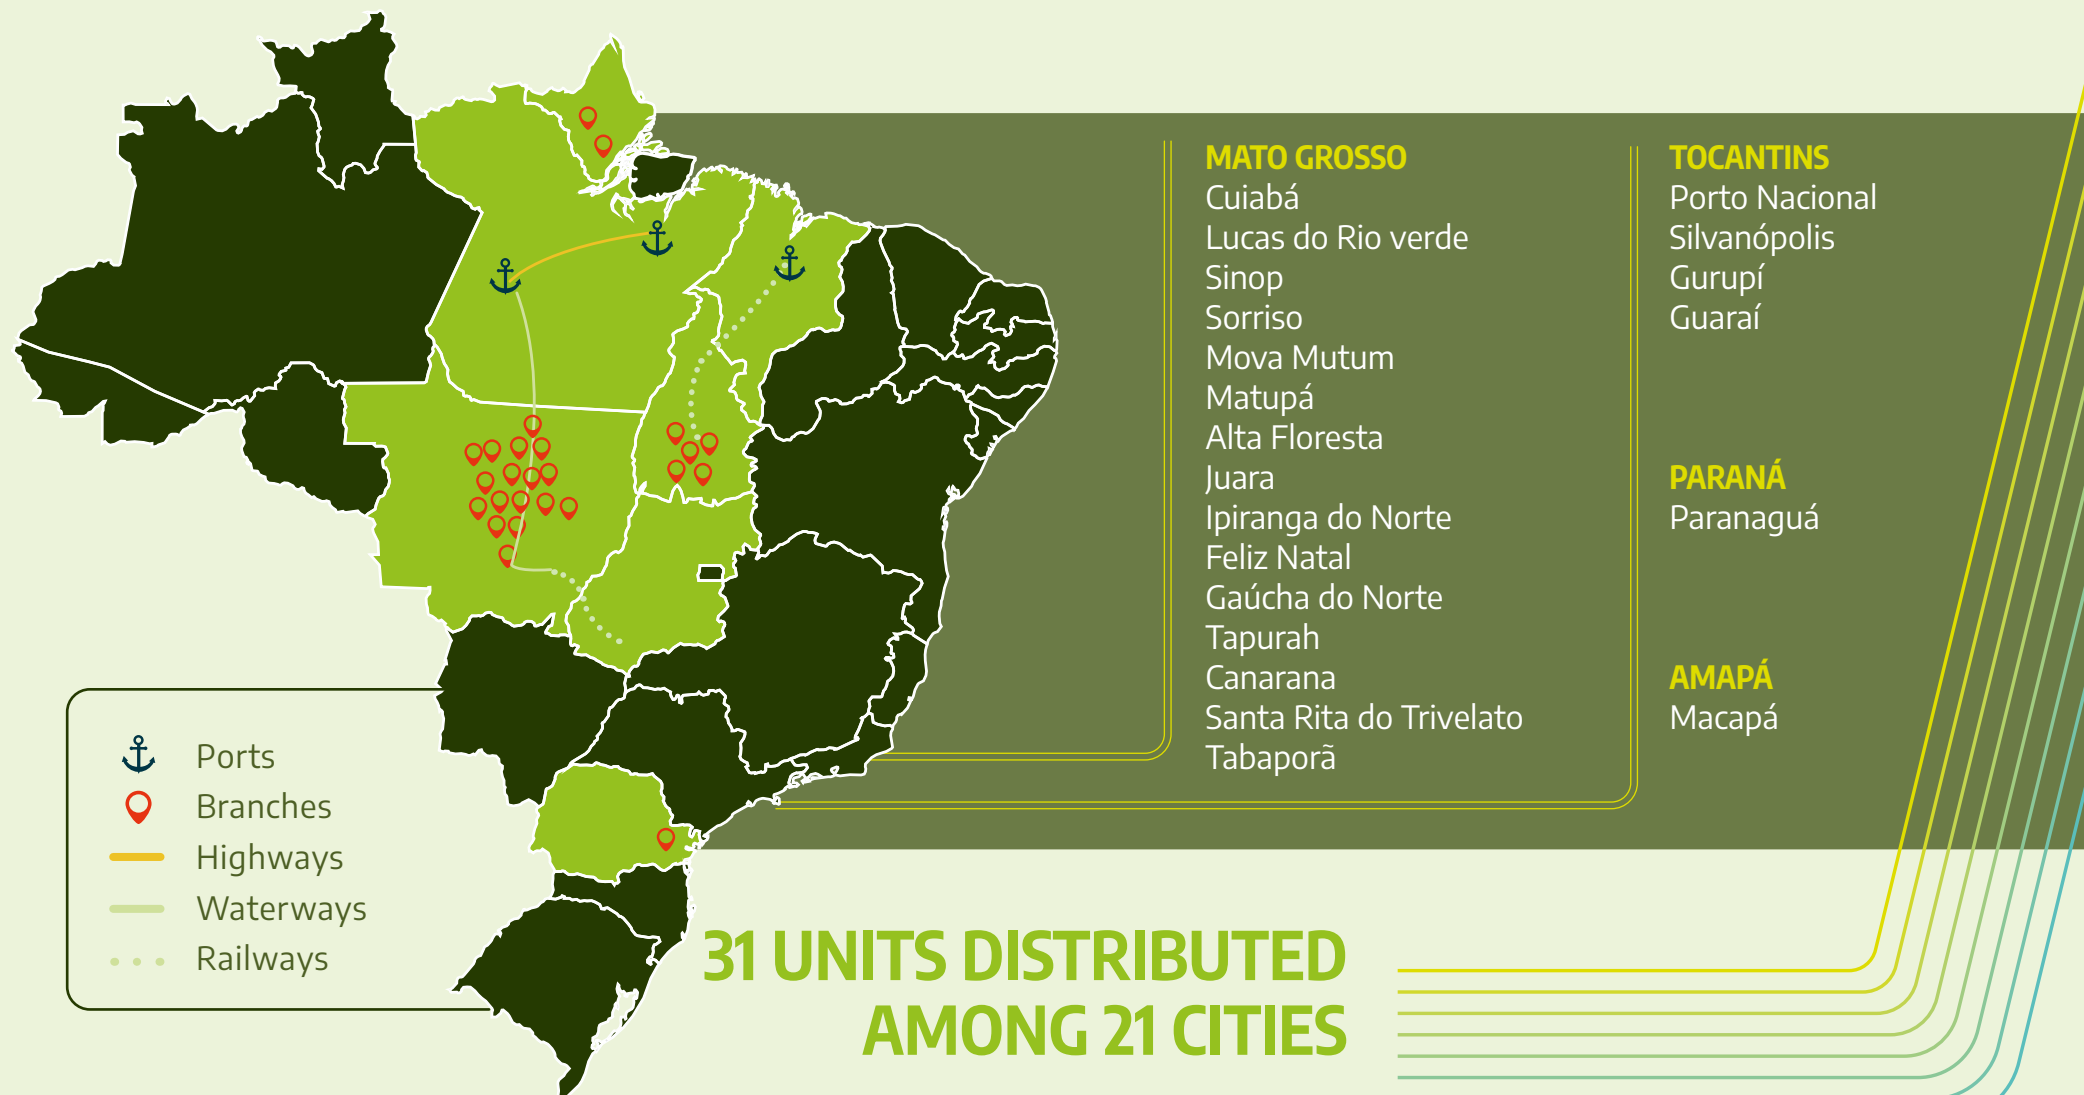 MATO GROSSO
Cuiabá
Lucas do Rio verde
Sinop
Sorriso
Mova Mutum
Matupá
Alta Floresta
Juara
Ipiranga do Norte
Feliz Natal
Gaúcha do Norte
Tapurah
Canarana
Santa Rita do Trivelato
Tabaporã
TOCANTINS
Porto Nacional
Silvanópolis
Gurupí
Guaraí
PARANÁ
Paranaguá
AMAPÁ
Macapá
Ports
Branches
Highways
Waterways
Railways
31 UNITS DISTRIBUTED
AMONG 21 CITIES